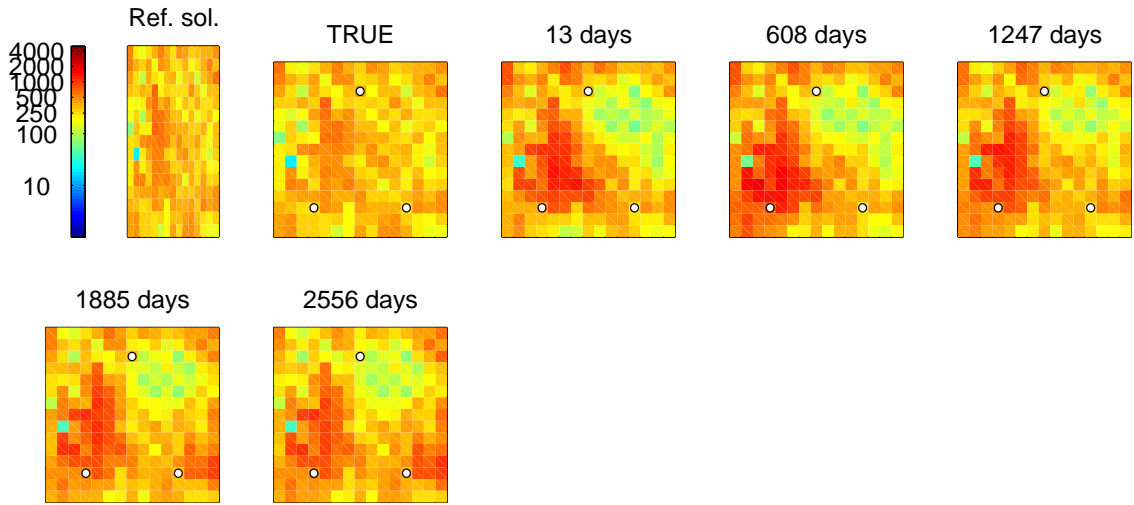 Ref. sol.
TRUE
13 days
608 days
1247 days
4000
2000
1000
500
250
100
10
1885 days
2556 days